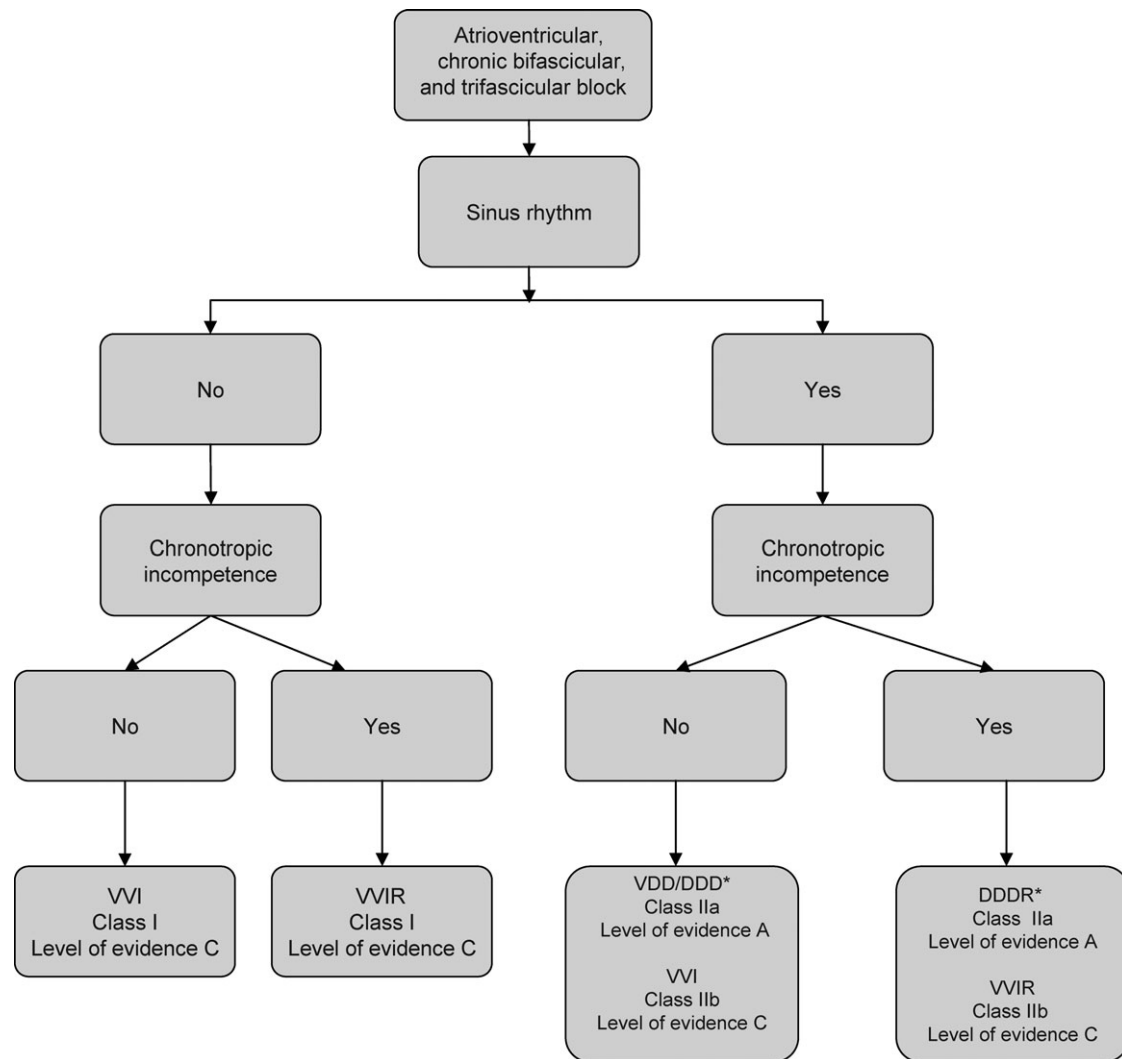 Atrioventricular,
chronic bifascicular,
and trifascicular block
Sinus rhythm
No
Yes
Chronotropic
incompetence
Chronotropic
incompetence
No
Yes
No
Yes
VVI
Class I
Level of evidence C
VVIR
Class I
Level of evidence C
VDD/DDD*
Class IIa
Level of evidence A
VVI
Class IIb
Level of evidence C
DDDR*
Class IIa
Level of evidence A
VVIR
Class IIb
Level of evidence C